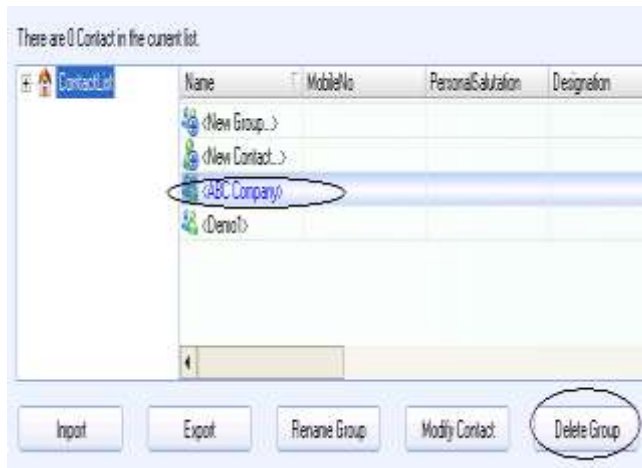 There are 0 Contact in the current list.
ContactList
Name MobileNo PersonalSalutation Designation
<New Group...>
<New Contact...>
<ABC Company>
<Demo1>
Import Export Rename Group Modify Contact Delete Group